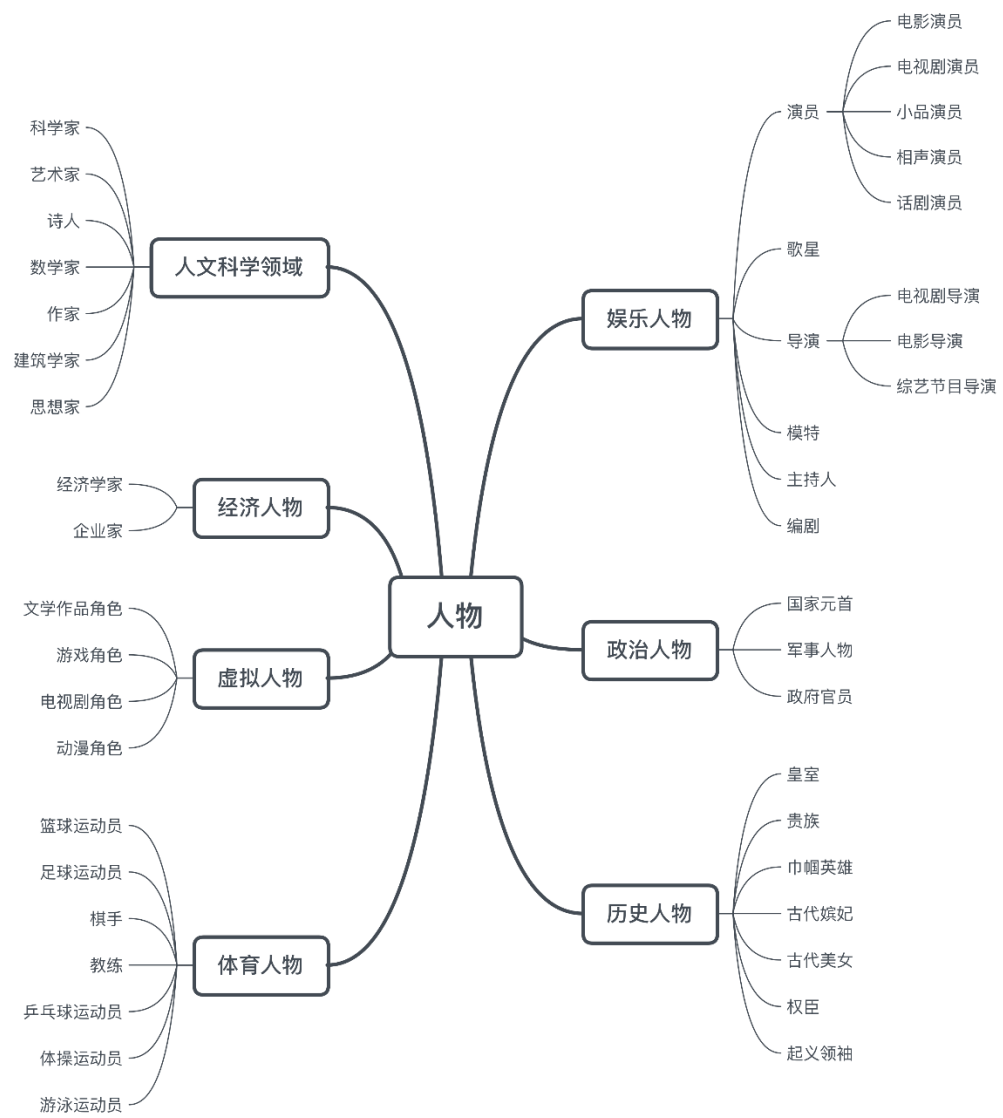 人物
娱乐人物
演员
电影演员
电视剧演员
小品演员
相声演员
话剧演员
歌星
导演
电视剧导演
电影导演
综艺节目导演
模特
主持人
编剧
政治人物
国家元首
军事人物
政府官员
历史人物
皇室
贵族
巾帼英雄
古代嫔妃
古代美女
权臣
起义领袖
人文科学领域
科学家
艺术家
诗人
数学家
作家
建筑学家
思想家
经济人物
经济学家
企业家
虚拟人物
文学作品角色
游戏角色
电视剧角色
动漫角色
体育人物
篮球运动员
足球运动员
棋手
教练
乒乓球运动员
体操运动员
游泳运动员